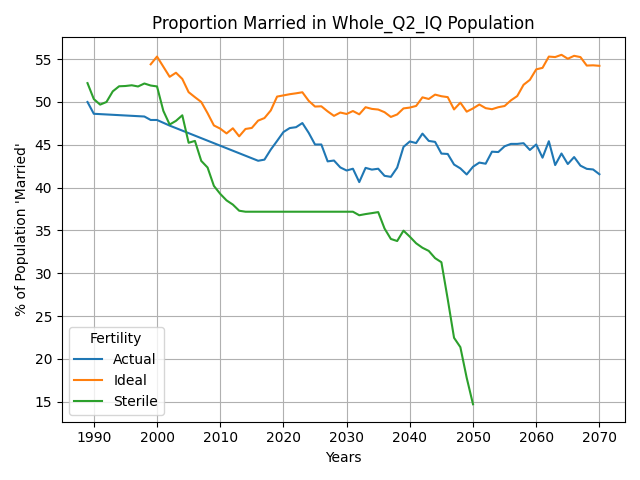 Proportion Married in Whole_Q2_IQ Population
% of Population 'Married'
55
50
45
40
35
30
25
20
15
Fertility
Actual
Ideal
Sterile
1990 2000 2010 2020 2030 2040 2050 2060 2070
Years